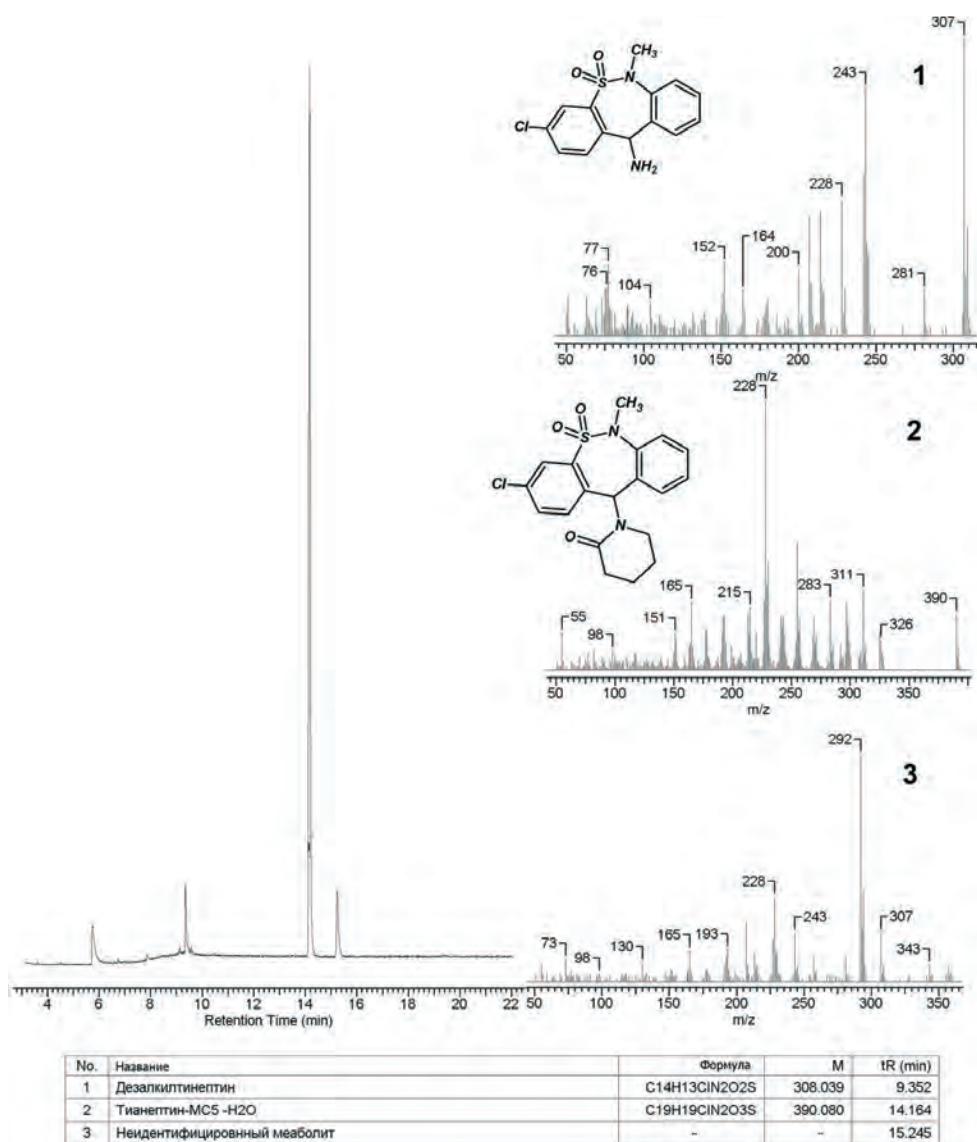 307
243
1
228
152
164
200
77
76
104
281
O
O
S
N
CH3
Cl
NH2
50 100 150 200 250 300
m/z
228
2
165
215
283
311
390
55
98
151
326
O
O
S
N
CH3
Cl
N
O
50 100 150 200 250 300 350
m/z
292
3
228
243
307
193
165
130
73
98
343
50 100 150 200 250 300 350
m/z
4 6 8 10 12 14 16 18 20 22
Retention Time (min)
No. Название Формула M tR (min)
1 Дезалкилтинептин C14H13ClN2O2S 308.039 9.352
2 Тианептин-МС5 -H2O C19H19ClN2O3S 390.080 14.164
3 Неидентифицировнный меаболит - - 15.245